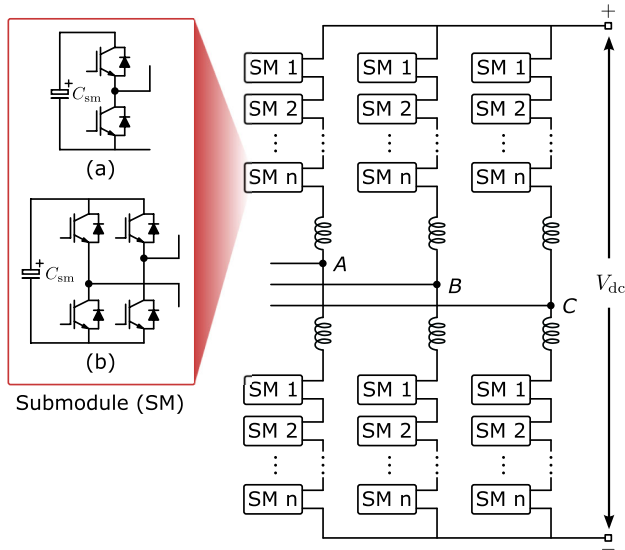 +
SM 1 SM 1 SM 1
+
C_sm
SM 2 SM 2 SM 2
(a)
SM n SM n SM n
+
C_sm
A
B
V_dc
C
(b)
Submodule (SM)
SM 1 SM 1 SM 1
SM 2 SM 2 SM 2
SM n SM n SM n
−